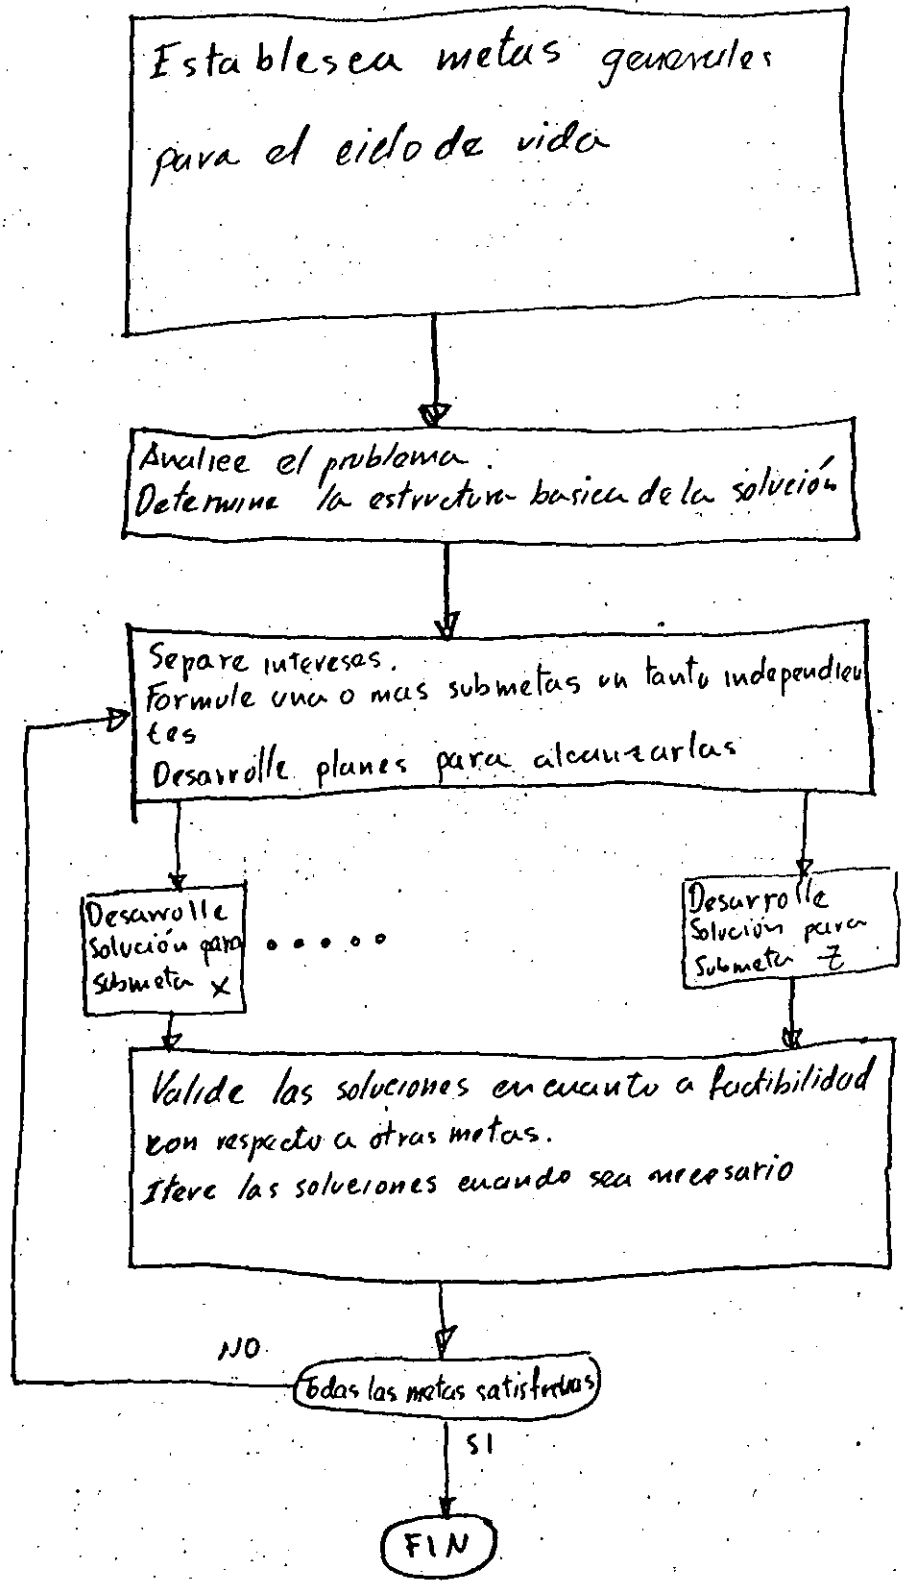 Establesca metas generales
para el ciclo de vida
Analice el problema.
Determine la estructura basica de la solución
Separe intereses.
Formule una o mas submetas un tanto independien
tes
Desarrolle planes para alcanzarlas
Desarrolle
Solución para
submeta x
Desarrolle
Solución para
Submeta Z
Valide las soluciones en cuanto a factibilidad
con respecto a otras metas.
Itere las soluciones cuando sea necesario
NO
Todas las metas satisfechas
SI
FIN